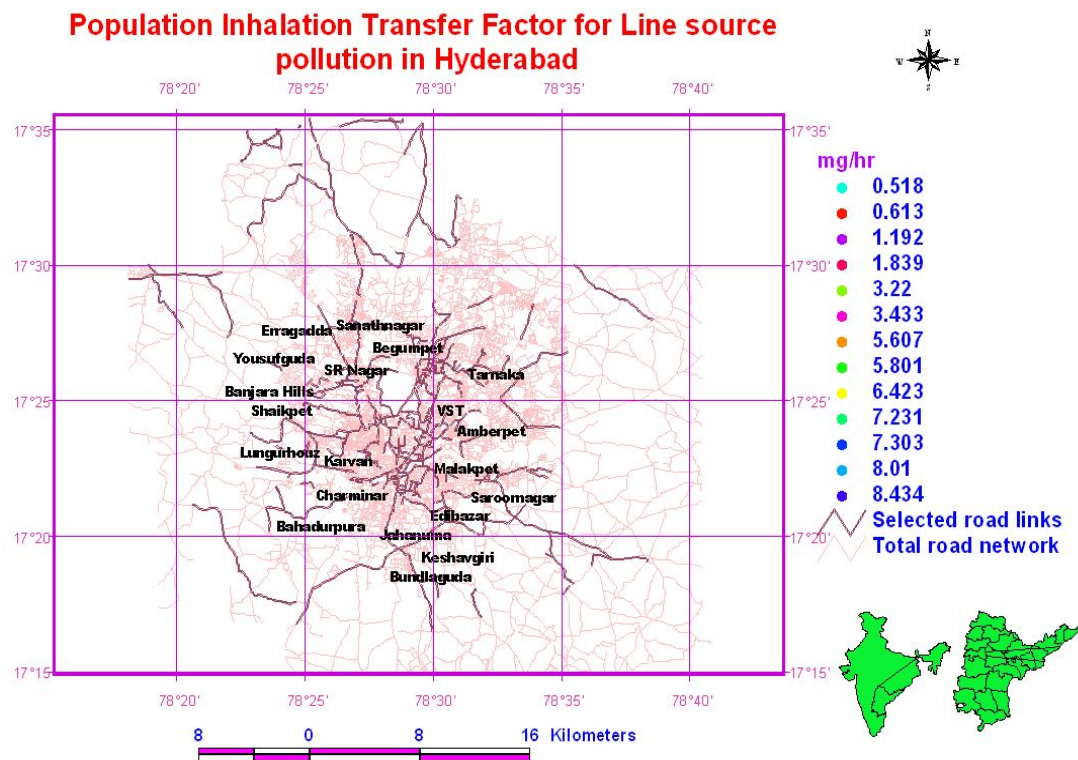 Population Inhalation Transfer Factor for Line source
pollution in Hyderabad
N
W E
S
78°20' 78°25' 78°30' 78°35' 78°40'
17°35' 17°35'
mg/hr
0.518
0.613
1.192
1.839
3.22
3.433
5.607
5.801
6.423
7.231
7.303
8.01
8.434
Selected road links
Total road network
17°30' 17°30'
Erragadda Sanathnagar
Begumpet
Yousufguda
SR Nagar Tarnaka
Banjara Hills
17°25' 17°25'
Shaikpet VST
Amberpet
Lungurhouz
Karvan Malakpet
Charminar Saroornagar
Edibazar
Bahadurpura
Jahanuma
17°20' 17°20'
Keshavgiri
Bundlaguda
17°15' 17°15'
78°20' 78°25' 78°30' 78°35' 78°40'
8 0 8 16 Kilometers